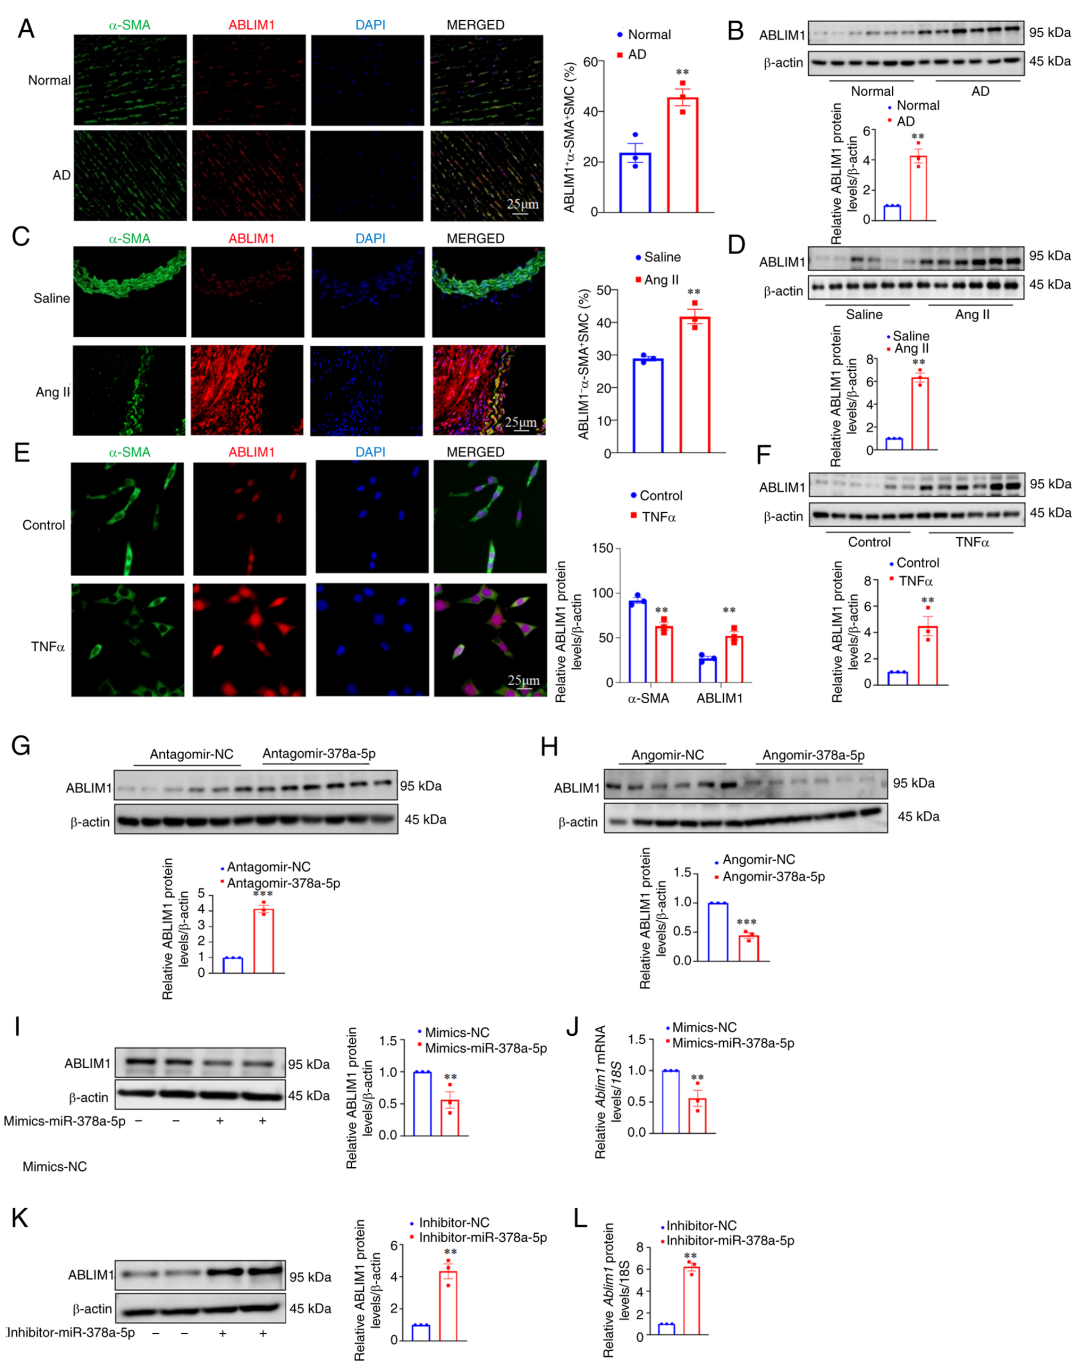 A
α-SMA ABLIM1 DAPI MERGED
Normal
AD
25μm
Normal
AD
ABLIM1⁺α-SMA⁺SMC (%)
60
40
20
0
**
B
ABLIM1
95 kDa
β-actin
45 kDa
Normal AD
Normal
AD
Relative ABLIM1 protein
levels/β-actin
6
4
2
0
**
C
α-SMA ABLIM1 DAPI MERGED
Saline
Ang II
25μm
Saline
Ang II
ABLIM1⁻α-SMA⁺SMC (%)
50
40
30
20
10
0
**
D
ABLIM1
95 kDa
β-actin
45 kDa
Saline Ang II
Saline
Ang II
Relative ABLIM1 protein
levels/β-actin
8
6
4
2
0
**
E
α-SMA ABLIM1 DAPI MERGED
Control
TNFα
25μm
Control
TNFα
Relative ABLIM1 protein
levels/β-actin
150
100
50
0
** **
α-SMA ABLIM1
F
ABLIM1
95 kDa
β-actin
45 kDa
Control TNFα
Control
TNFα
Relative ABLIM1 protein
levels/β-actin
8
6
4
2
0
**
G
Antagomir-NC Antagomir-378a-5p
ABLIM1
95 kDa
β-actin
45 kDa
Antagomir-NC
Antagomir-378a-5p
Relative ABLIM1 protein
levels/β-actin
5
4
3
2
1
0
***
H
Angomir-NC Angomir-378a-5p
ABLIM1
95 kDa
β-actin
45 kDa
Angomir-NC
Angomir-378a-5p
Relative ABLIM1 protein
levels/β-actin
1.5
1.0
0.5
0.0
***
I
ABLIM1
95 kDa
β-actin
45 kDa
Mimics-miR-378a-5p − − + +
Mimics-NC
Mimics-NC
Mimics-miR-378a-5p
Relative ABLIM1 protein
levels/β-actin
1.5
1.0
0.5
0.0
**
J
Mimics-NC
Mimics-miR-378a-5p
Relative Ablim1 mRNA
levels/18S
1.5
1.0
0.5
0.0
**
K
ABLIM1
95 kDa
β-actin
45 kDa
Inhibitor-miR-378a-5p − − + +
Inhibitor-NC
Inhibitor-miR-378a-5p
Relative ABLIM1 protein
levels/β-actin
6
4
2
0
**
L
Inhibitor-NC
Inhibitor-miR-378a-5p
Relative Ablim1 protein
levels/18S
8
6
4
2
0
**